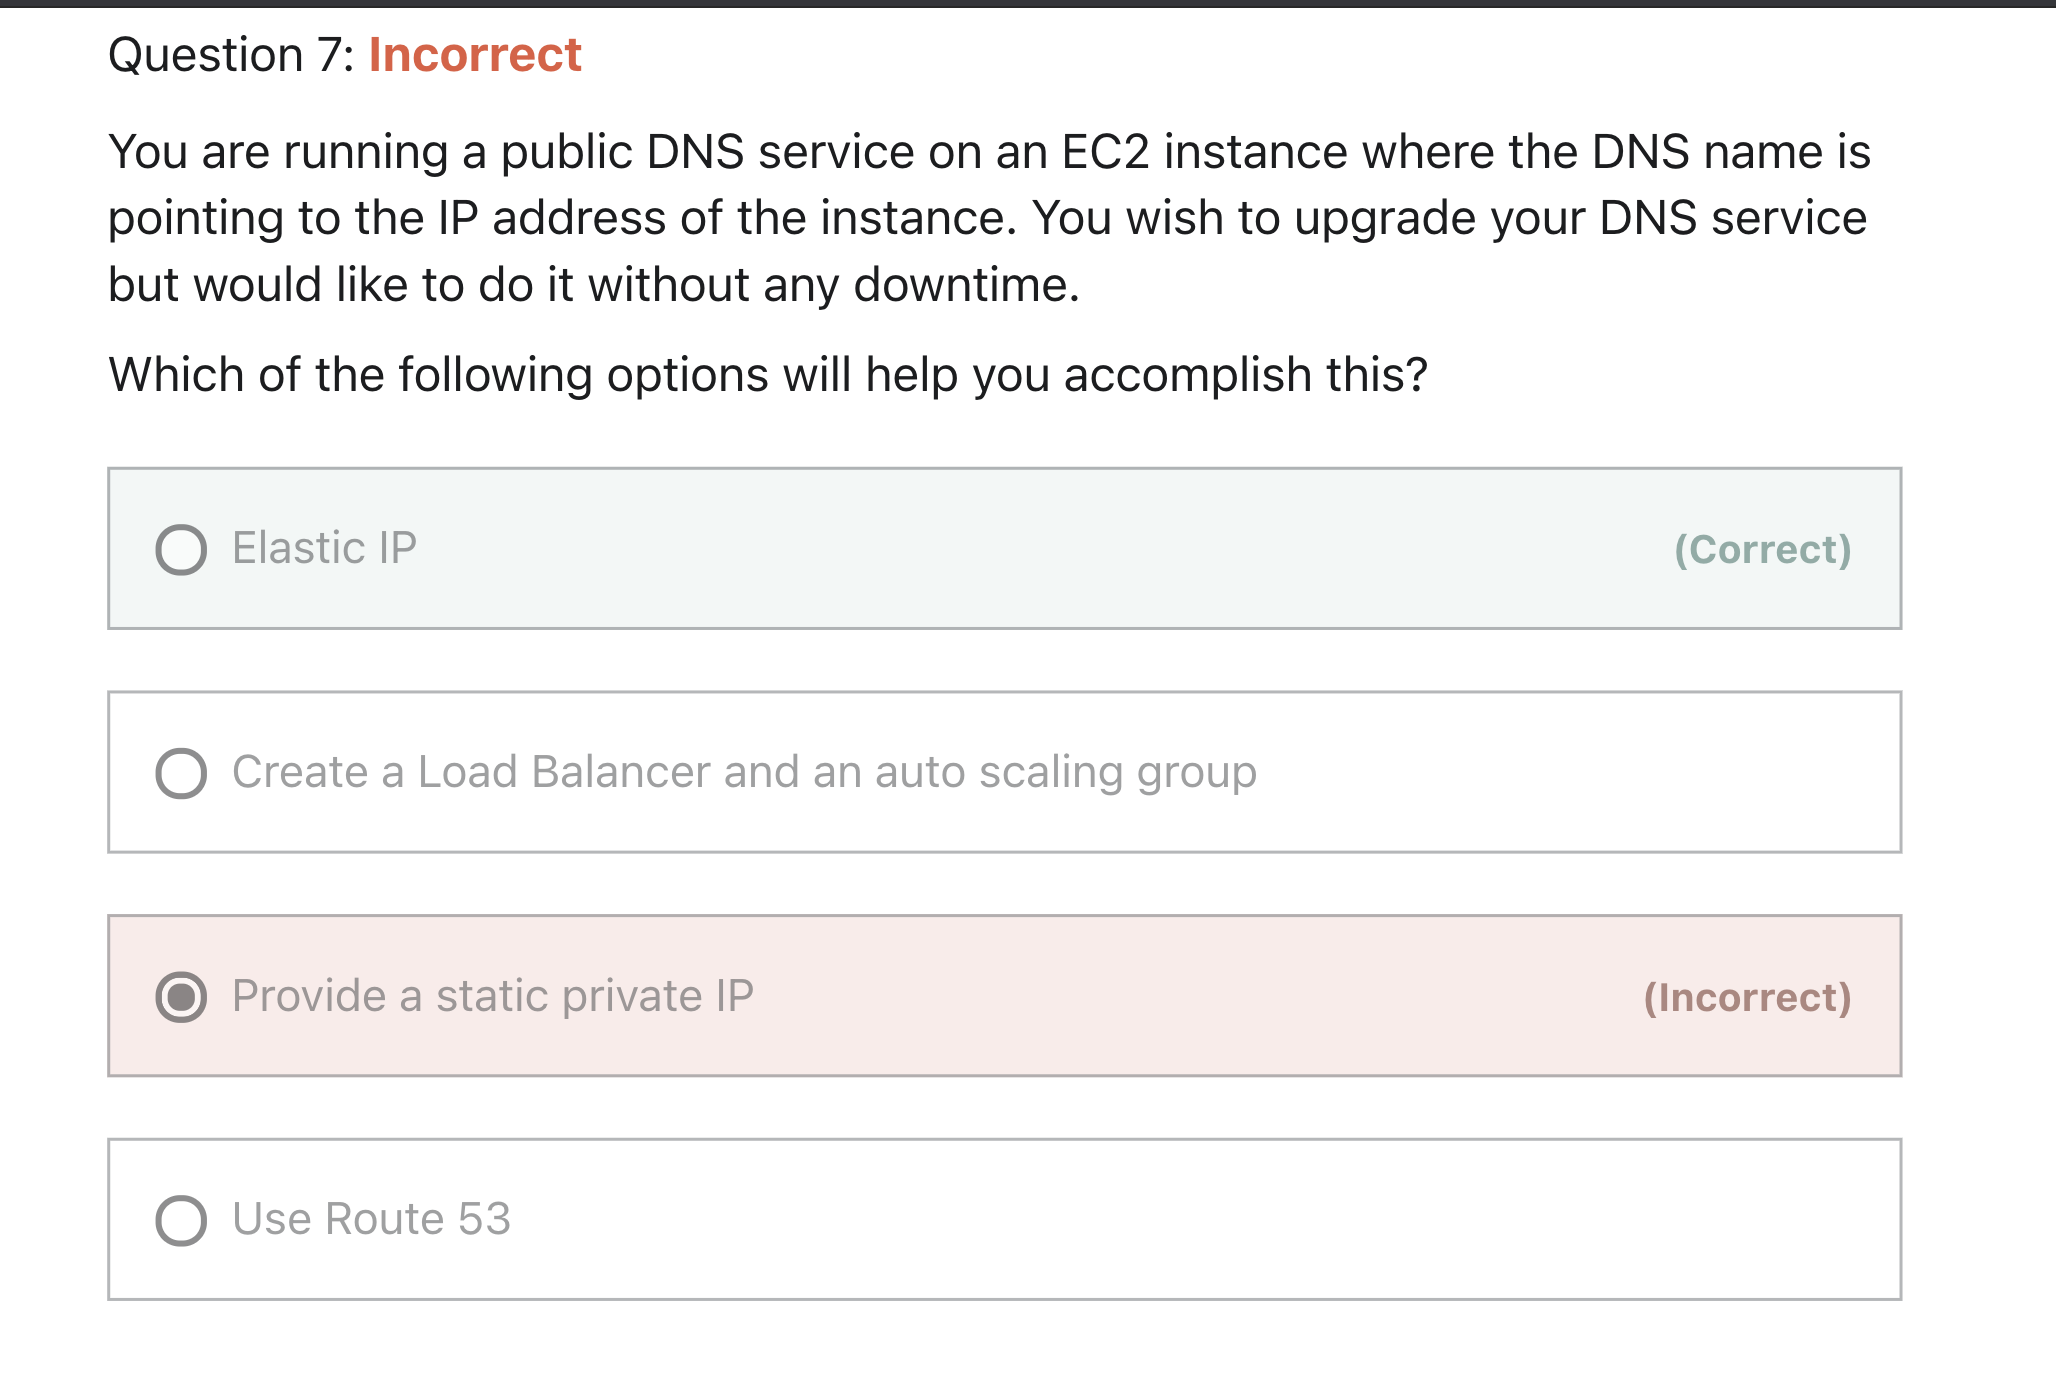 Question 7: Incorrect
You are running a public DNS service on an EC2 instance where the DNS name is
pointing to the IP address of the instance. You wish to upgrade your DNS service
but would like to do it without any downtime.
Which of the following options will help you accomplish this?
Elastic IP (Correct)
Create a Load Balancer and an auto scaling group
Provide a static private IP (Incorrect)
Use Route 53